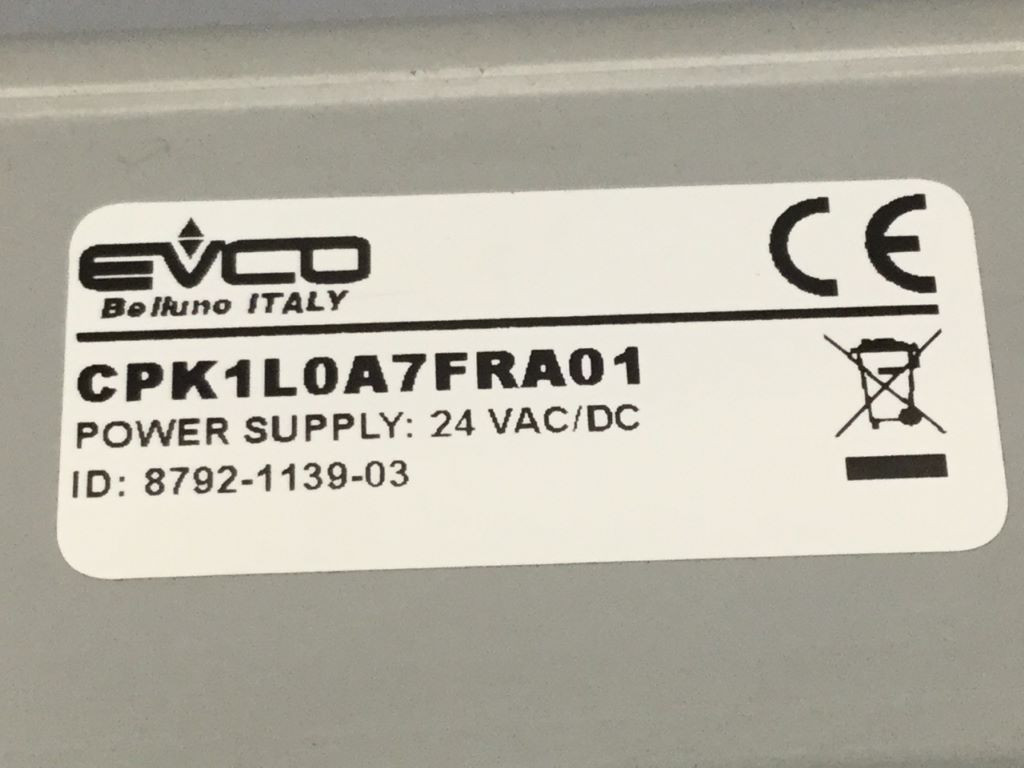 EVCO
CE
Belluno ITALY
CPK1L0A7FRA01
POWER SUPPLY: 24 VAC/DC
ID: 8792-1139-03